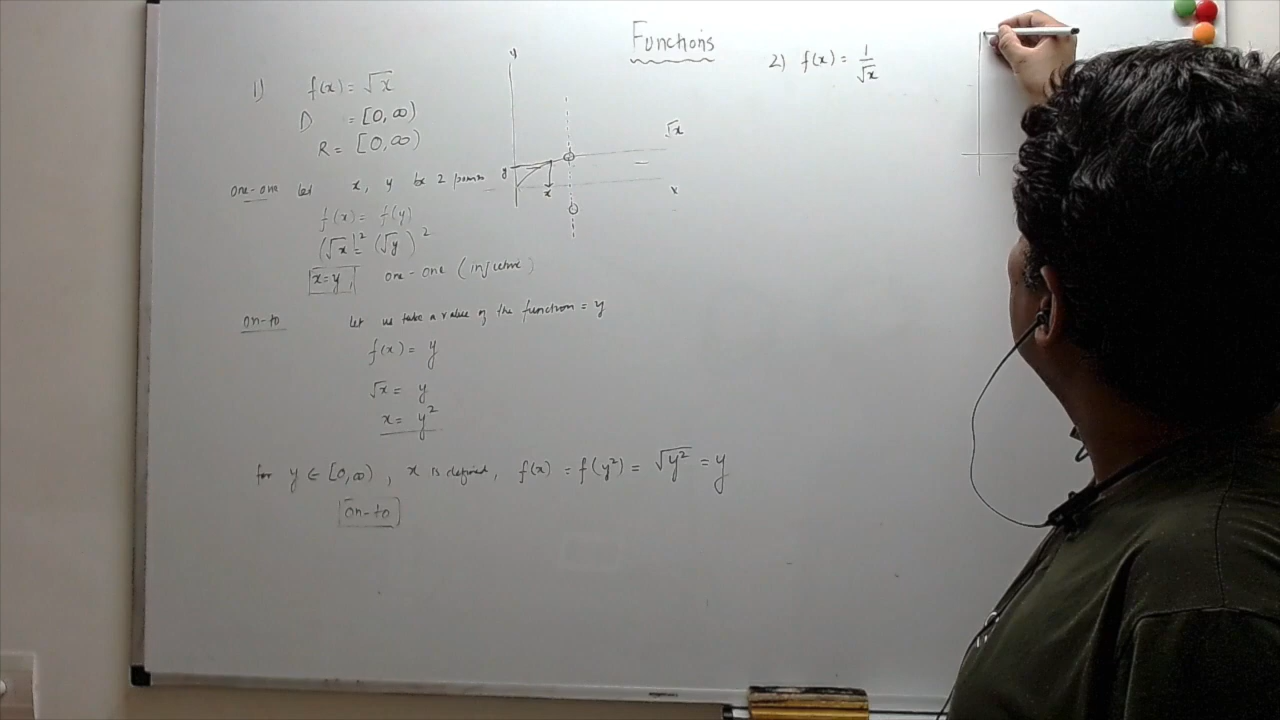 Functions
1) f(x) = √x
D = [0, ∞)
R = [0, ∞)
one-one let x, y be 2 points
f(x) = f(y)
(√x)² = (√y)²
x = y, one-one (injective)
on-to let us take a value of the function = y
f(x) = y
√x = y
x = y²
for y ∈ [0, ∞), x is defined, f(x) = f(y²) = √y² = y
on-to
y
√x
y
x
x
2) f(x) = 1/√x